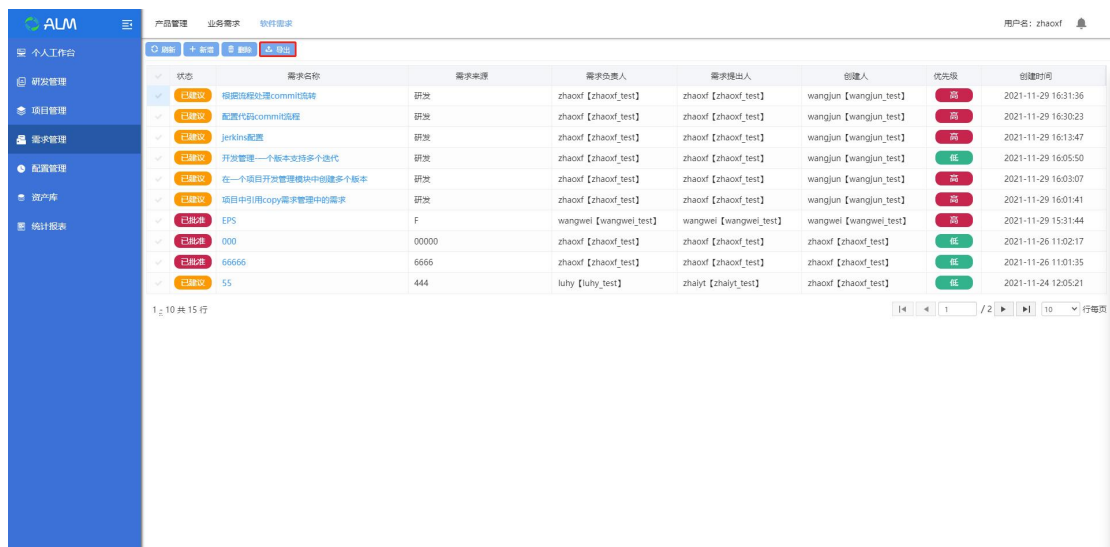 ALM
产品管理 业务需求 软件需求 用户名：zhaoxf
个人工作台
研发管理
项目管理
需求管理
配置管理
资产库
统计报表
刷新 新增 删除 导出
状态 需求名称 需求来源 需求负责人 需求提出人 创建人 优先级 创建时间
已建议 根据流程处理commit流转 研发 zhaoxf【zhaoxf_test】 zhaoxf【zhaoxf_test】 wangjun【wangjun_test】 高 2021-11-29 16:31:36
已建议 配置代码commit流程 研发 zhaoxf【zhaoxf_test】 zhaoxf【zhaoxf_test】 wangjun【wangjun_test】 高 2021-11-29 16:30:23
已建议 jerkins配置 研发 zhaoxf【zhaoxf_test】 zhaoxf【zhaoxf_test】 wangjun【wangjun_test】 高 2021-11-29 16:13:47
已建议 开发管理-一个版本支持多个迭代 研发 zhaoxf【zhaoxf_test】 zhaoxf【zhaoxf_test】 wangjun【wangjun_test】 低 2021-11-29 16:05:50
已建议 在一个项目开发管理模块中创建多个版本 研发 zhaoxf【zhaoxf_test】 zhaoxf【zhaoxf_test】 wangjun【wangjun_test】 高 2021-11-29 16:03:07
已建议 项目中引用copy需求管理中的需求 研发 zhaoxf【zhaoxf_test】 zhaoxf【zhaoxf_test】 wangjun【wangjun_test】 高 2021-11-29 16:01:41
已批准 EPS F wangwei【wangwei_test】 wangwei【wangwei_test】 wangwei【wangwei_test】 低 2021-11-29 15:31:44
已批准 000 00000 zhaoxf【zhaoxf_test】 zhaoxf【zhaoxf_test】 zhaoxf【zhaoxf_test】 低 2021-11-26 11:02:17
已批准 66666 6666 zhaoxf【zhaoxf_test】 zhaoxf【zhaoxf_test】 zhaoxf【zhaoxf_test】 低 2021-11-26 11:01:35
已建议 55 444 luhy【luhy_test】 zhaiyt【zhaiyt_test】 zhaoxf【zhaoxf_test】 低 2021-11-24 12:05:21
1 - 10 共 15 行 1 / 2 10 行每页